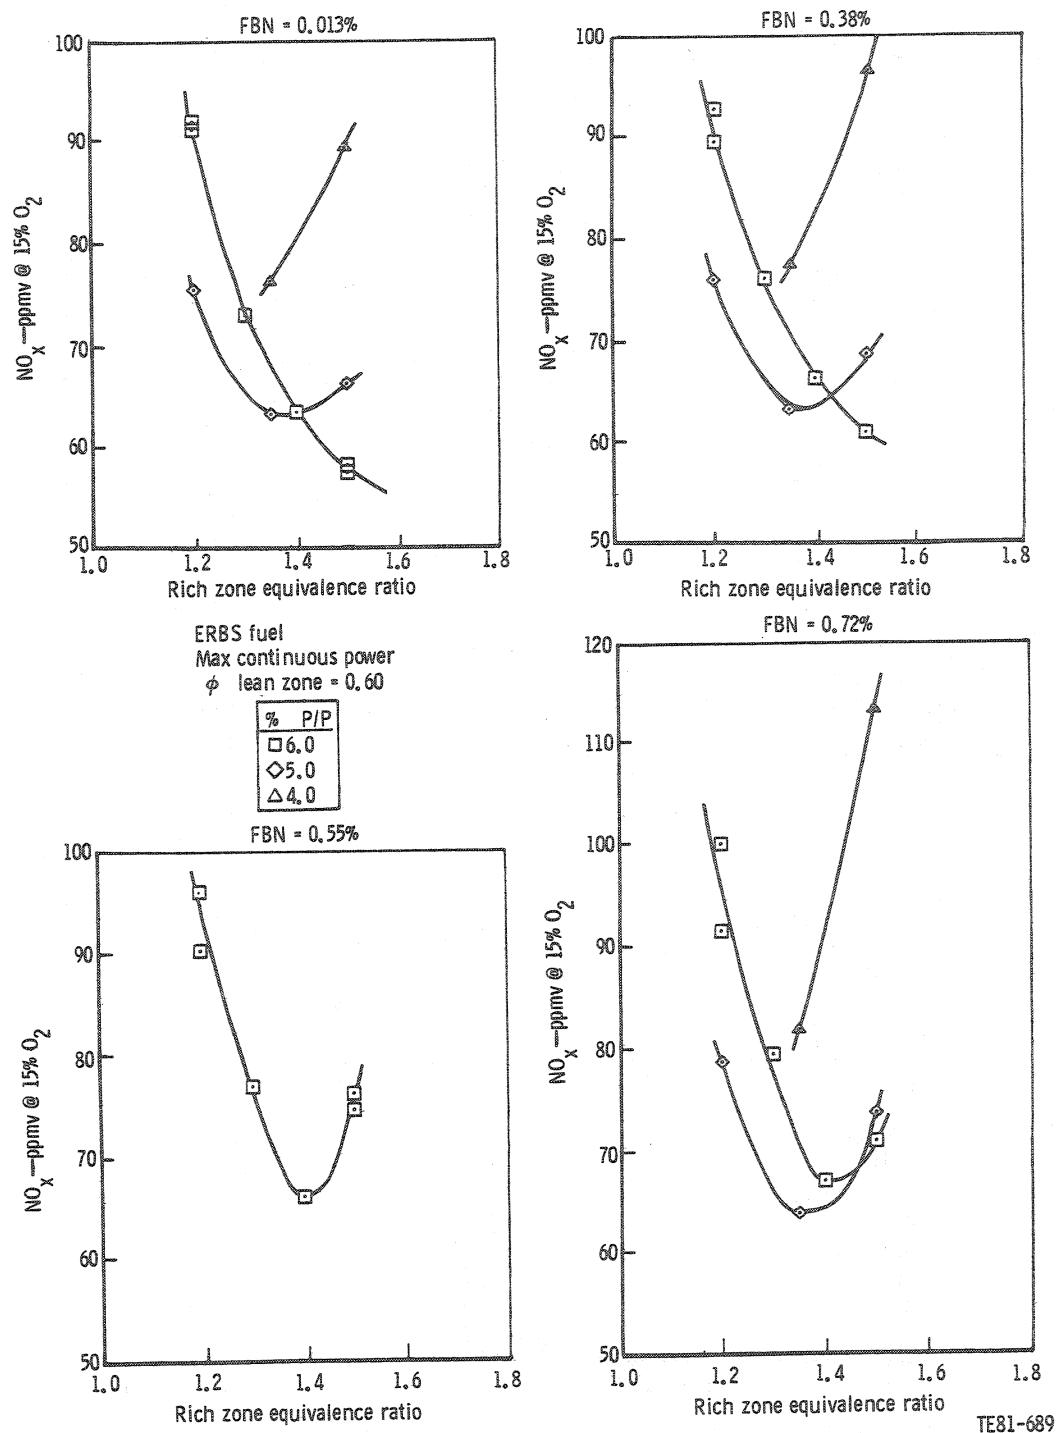 FBN = 0.013%
100
90
80
70
60
50
NOx—ppmv @ 15% O2
1.0 1.2 1.4 1.6 1.8
Rich zone equivalence ratio
FBN = 0.38%
100
90
80
70
60
50
NOx—ppmv @ 15% O2
1.0 1.2 1.4 1.6 1.8
Rich zone equivalence ratio
ERBS fuel
Max continuous power
ϕ lean zone = 0.60
% P/P
6.0
5.0
4.0
FBN = 0.55%
100
90
80
70
60
50
NOx—ppmv @ 15% O2
1.0 1.2 1.4 1.6 1.8
Rich zone equivalence ratio
FBN = 0.72%
120
110
100
90
80
70
60
50
NOx—ppmv @ 15% O2
1.0 1.2 1.4 1.6 1.8
Rich zone equivalence ratio
TE81-689